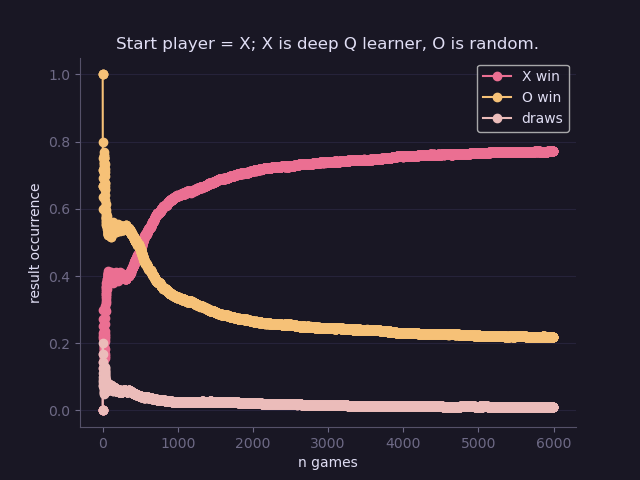 Start player = X; X is deep Q learner, O is random.
X win
O win
draws
result occurrence
1.0
0.8
0.6
0.4
0.2
0.0
0 1000 2000 3000 4000 5000 6000
n games